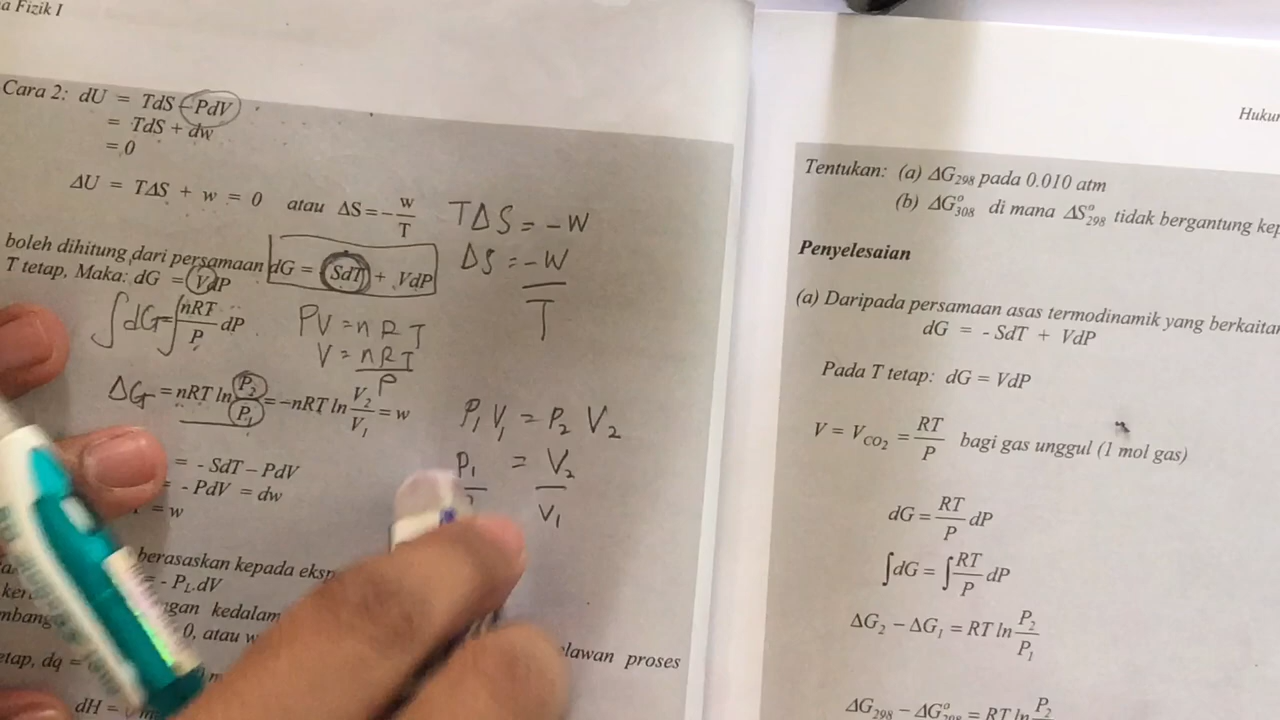 a Fizik I
Cara 2: dU = TdS - PdV
= TdS + dw
= 0
ΔU = TΔS + w = 0 atau ΔS = - w/T
TΔS = -W
ΔS = -W/T
boleh dihitung dari persamaan dG = SdT + VdP
T tetap, Maka: dG = VdP
∫dG = ∫ nRT/P dP
PV = nRT
V = nRT/P
ΔG = nRT ln P₂/P₁ = -nRT ln V₂/V₁ = w
P₁V₁ = P₂ V₂
P₁ = V₂/V₁
= - SdT - PdV
= - PdV = dw
= w
berasaskan kepada
= - P_L.dV
ngan kedalam
0, atau
tetap, dq =
lawan proses
dH =
Hukum
Tentukan: (a) ΔG₂₉₈ pada 0.010 atm
(b) ΔG°₃₀₈ di mana ΔS°₂₉₈ tidak bergantung
Penyelesaian
(a) Daripada persamaan asas termodinamik yang berkaitan
dG = - SdT + VdP
Pada T tetap: dG = VdP
V = V_CO₂ = RT/P bagi gas unggul (1 mol gas)
dG = RT/P dP
∫dG = ∫ RT/P dP
ΔG₂ - ΔG₁ = RT ln P₂/P₁
ΔG₂₉₈ - ΔG°₂₉₈ = RT ln P₂